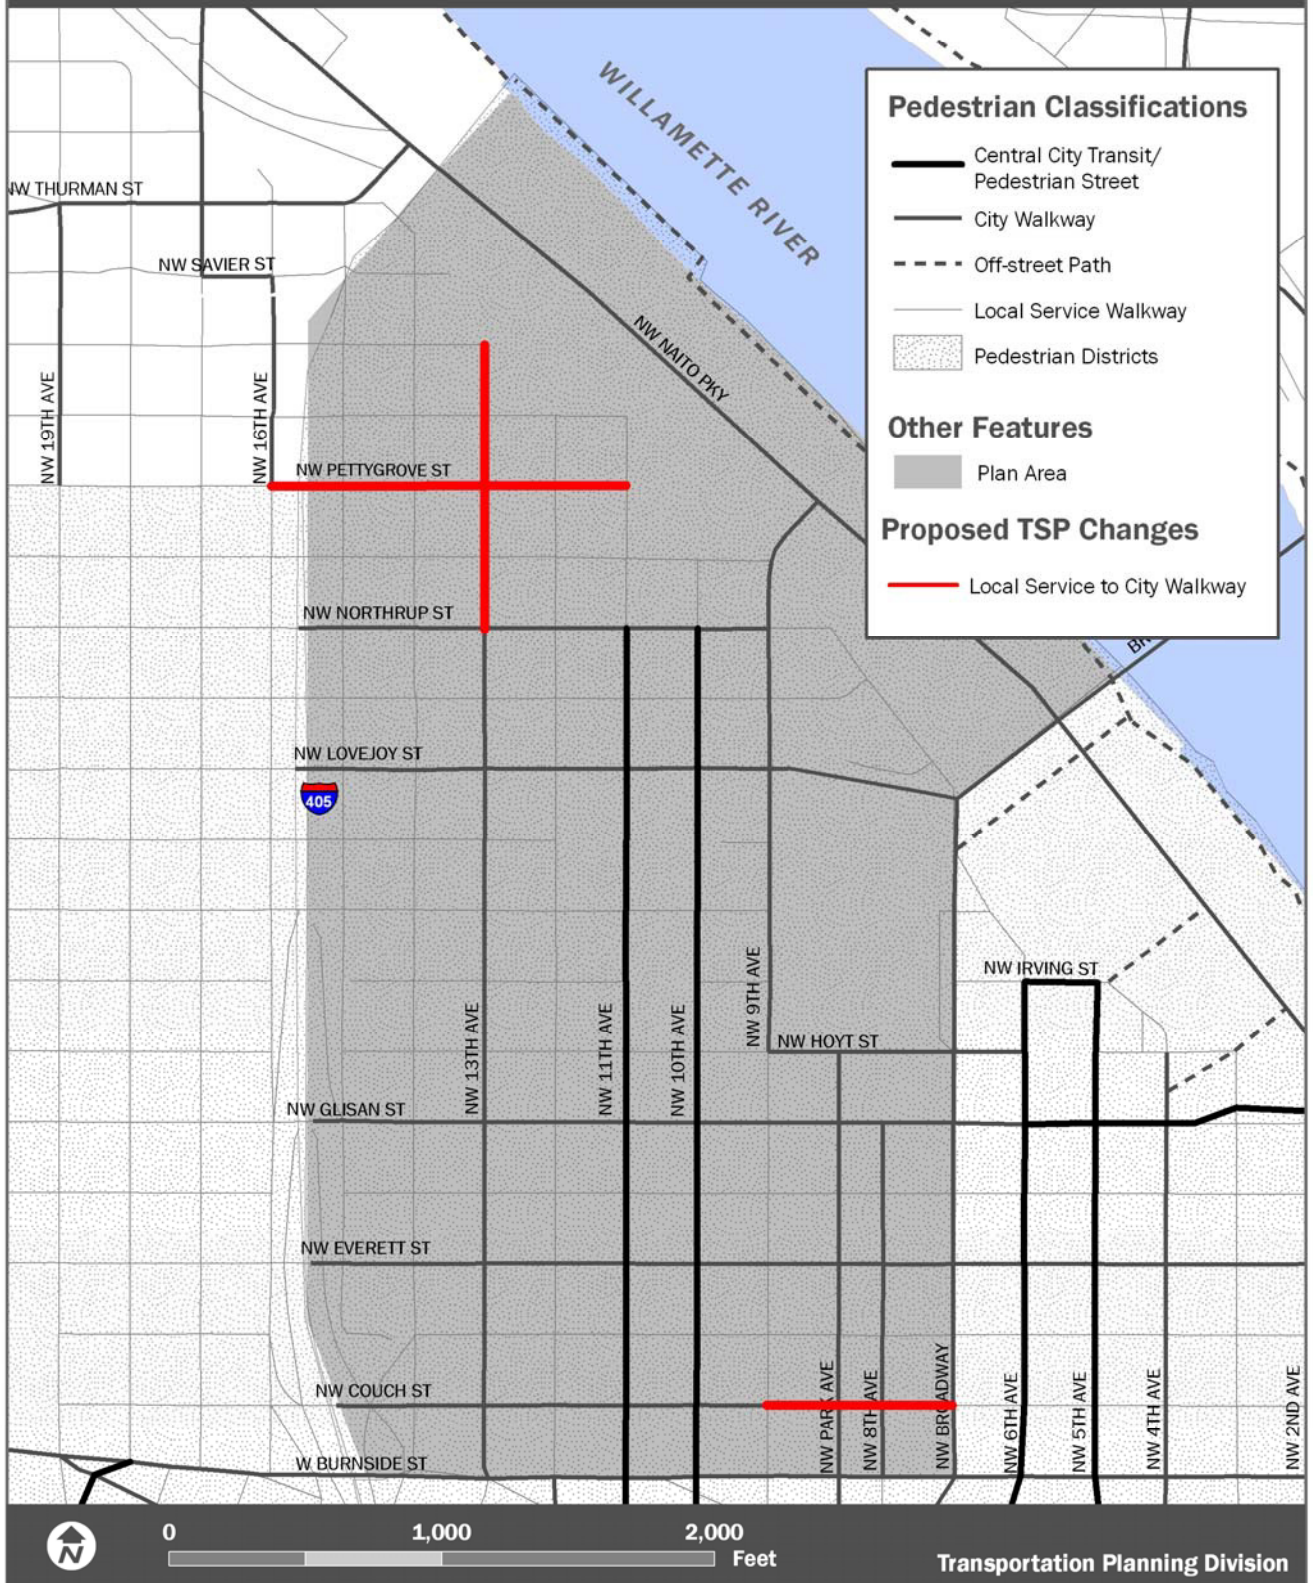 WILLAMETTE RIVER
Pedestrian Classifications
Central City Transit/
Pedestrian Street
City Walkway
Off-street Path
Local Service Walkway
Pedestrian Districts
Other Features
Plan Area
Proposed TSP Changes
Local Service to City Walkway
NW THURMAN ST
NW SAVIER ST
NW NAITO PKY
NW 19TH AVE
NW 16TH AVE
NW PETTYGROVE ST
NW NORTHRUP ST
NW LOVEJOY ST
405
NW 13TH AVE
NW 11TH AVE
NW 10TH AVE
NW 9TH AVE
NW IRVING ST
NW HOYT ST
NW GLISAN ST
NW EVERETT ST
NW COUCH ST
NW PARK AVE
NW 8TH AVE
NW BROADWAY
NW 6TH AVE
NW 5TH AVE
NW 4TH AVE
NW 2ND AVE
W BURNSIDE ST
N
0 1,000 2,000
Feet
Transportation Planning Division